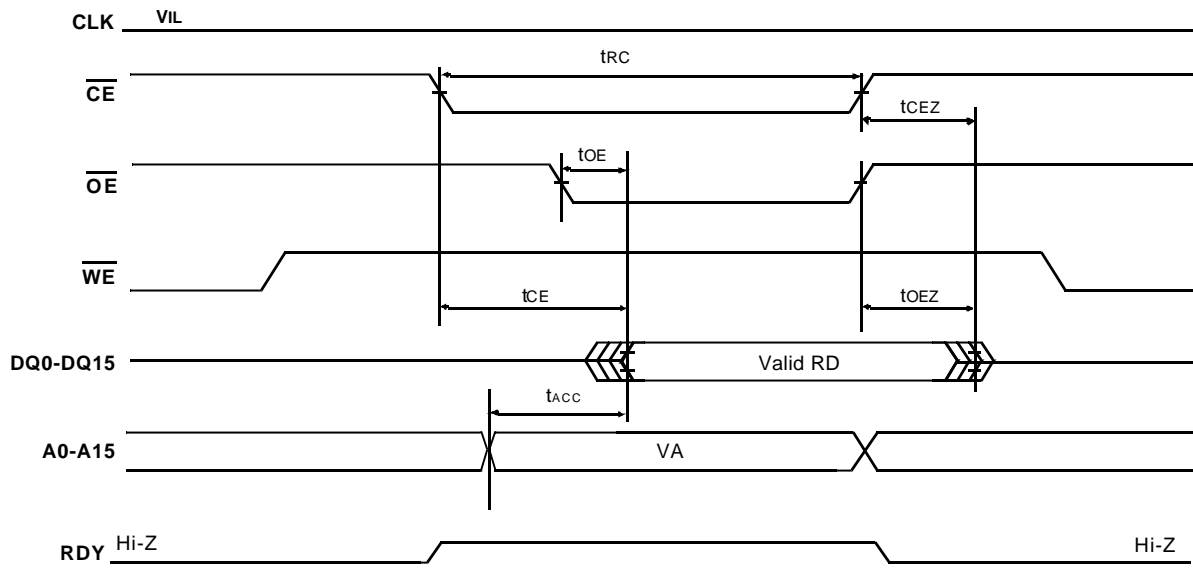 CLK VIL
tRC
CE
tCEZ
tOE
OE
WE
tCE
tOEZ
DQ0-DQ15 Valid RD
tACC
A0-A15 VA
RDY Hi-Z Hi-Z